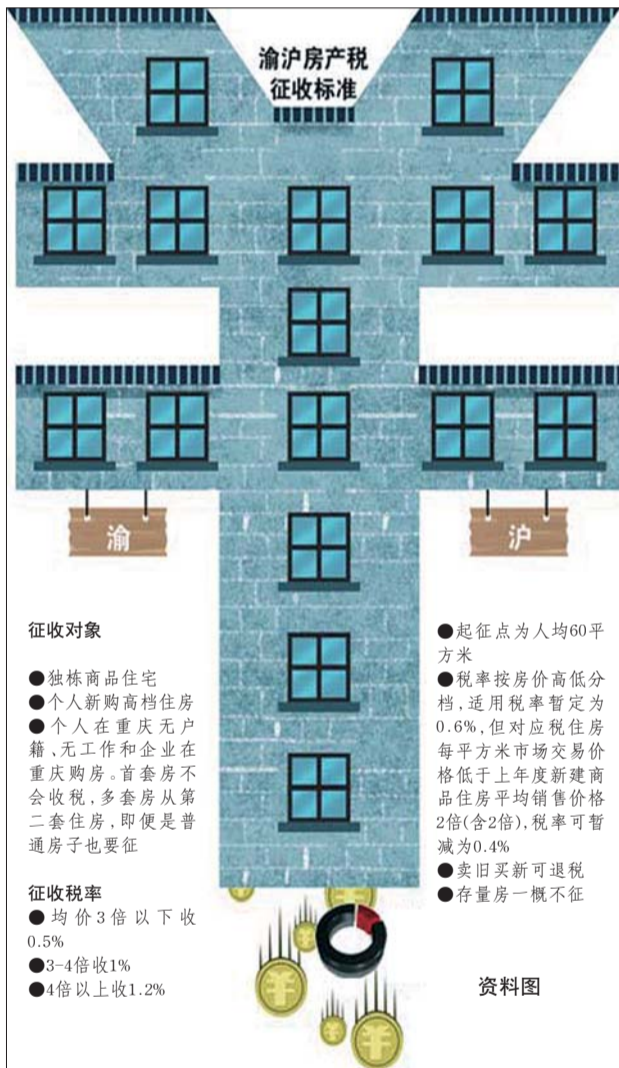 渝沪房产税
征收标准
渝
沪
征收对象
●独栋商品住宅
●个人新购高档住房
●个人在重庆无户
籍、无工作和企业在
重庆购房。首套房不
会收税,多套房从第
二套住房,即便是普
通房子也要征
征收税率
●均价3倍以下收
0.5%
●3-4倍收1%
●4倍以上收1.2%
●起征点为人均60平
方米
●税率按房价高低分
档,适用税率暂定为
0.6%,但对应税住房
每平方米市场交易价
格低于上年度新建商
品住房平均销售价格
2倍(含2倍),税率可暂
减为0.4%
●卖旧买新可退税
●存量房一概不征
资料图